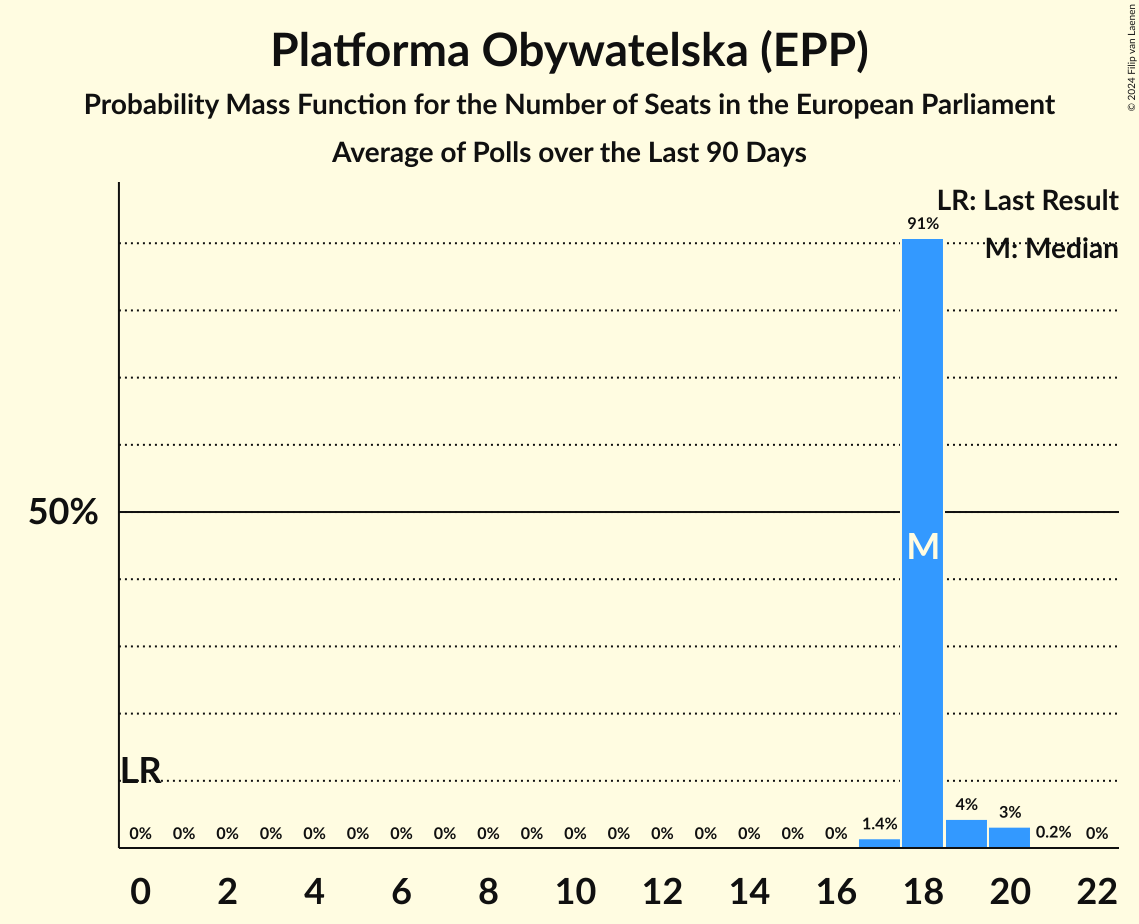 Platforma Obywatelska (EPP)
Probability Mass Function for the Number of Seats in the European Parliament
Average of Polls over the Last 90 Days
© 2024 Filip van Laenen
LR: Last Result
M: Median
91%
50%
M
LR
0% 0% 0% 0% 0% 0% 0% 0% 0% 0% 0% 0% 0% 0% 0% 0% 0% 1.4% 4% 3% 0.2% 0%
0 2 4 6 8 10 12 14 16 18 20 22